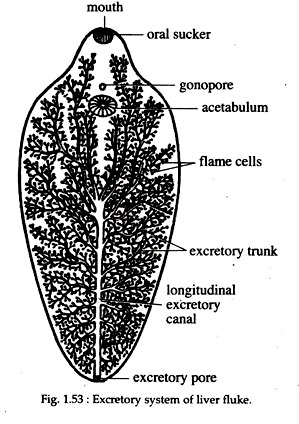 mouth
oral sucker
gonopore
acetabulum
flame cells
excretory trunk
longitudinal
excretory
canal
excretory pore
Fig. 1.53 : Excretory system of liver fluke.